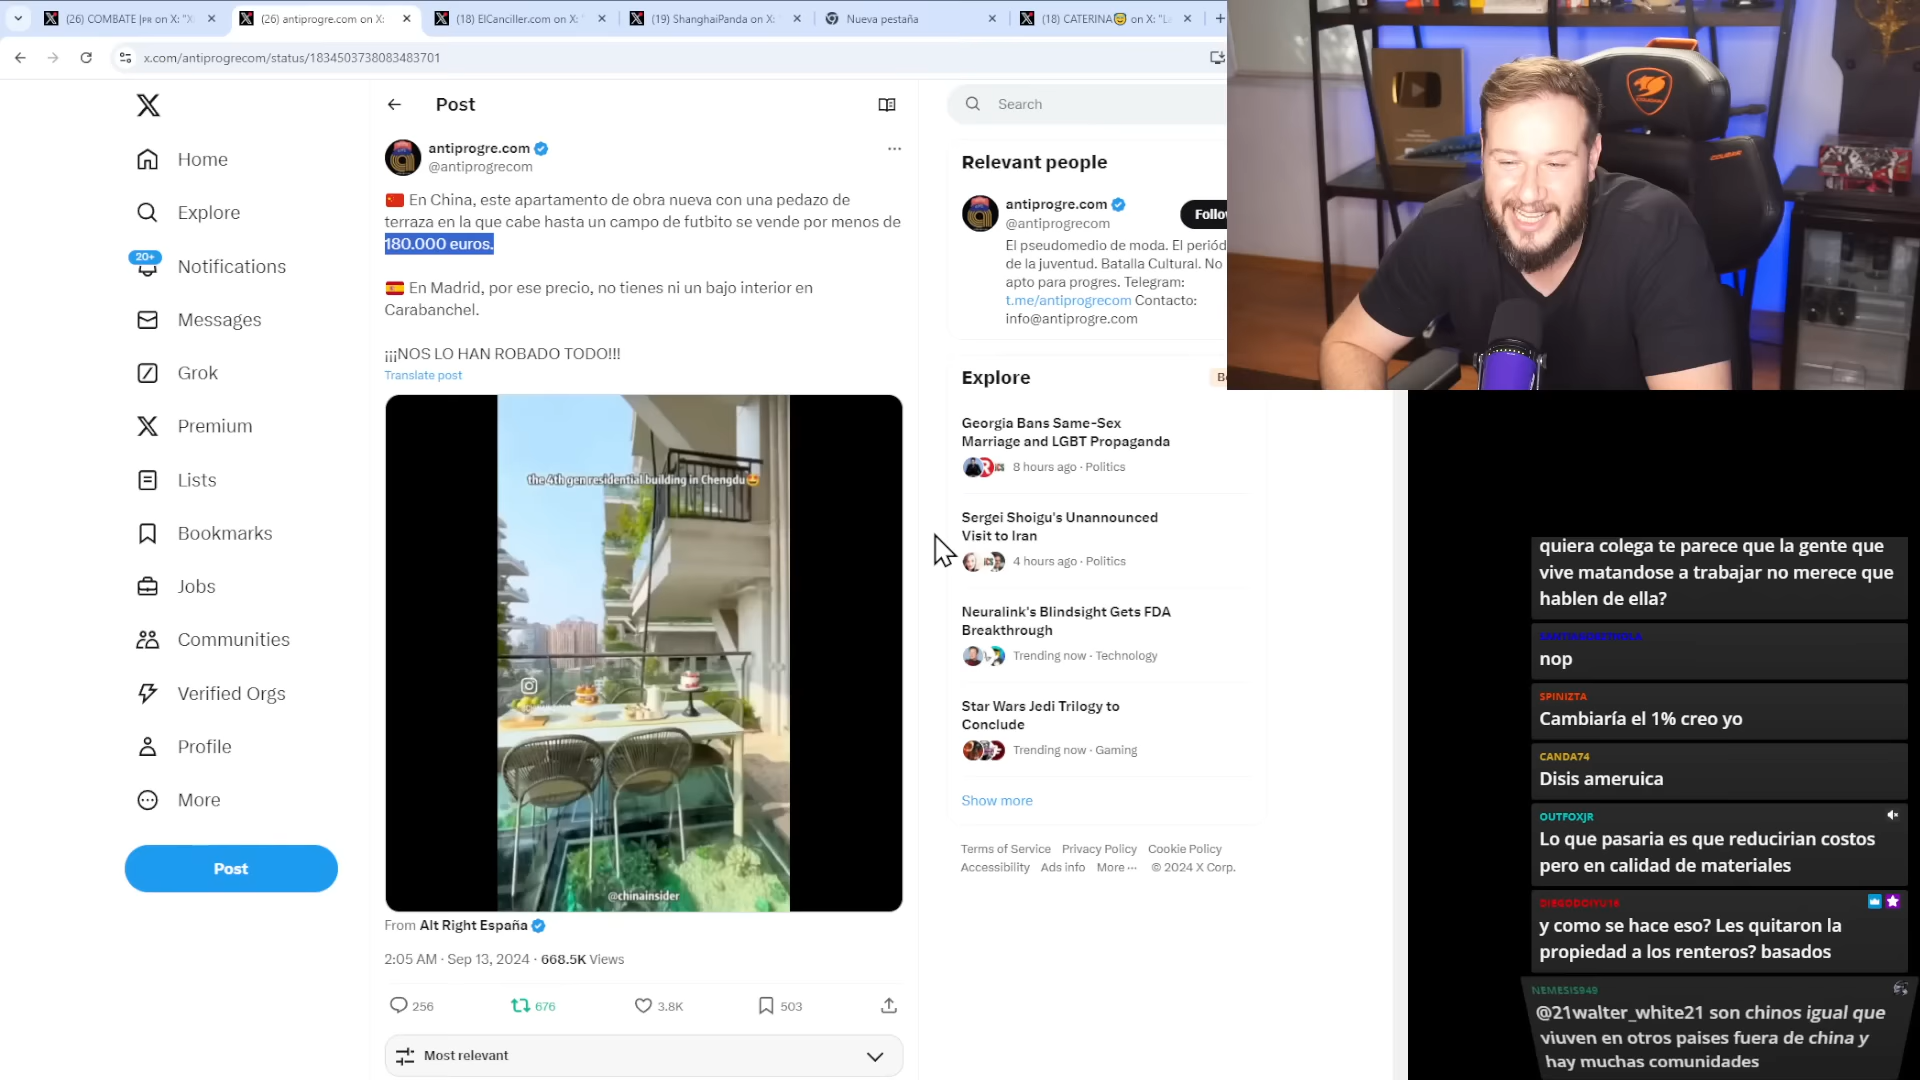 (26) COMBATE |PR on X: "X
(26) antiprogre.com on X:
(18) ElCanciller.com on X: "
(19) ShanghaiPanda on X:
Nueva pestaña
(18) CATERINA😇 on X: "La
x.com/antiprogrecom/status/1834503738083483701
Home
Explore
20+
Notifications
Messages
Grok
Premium
Lists
Bookmarks
Jobs
Communities
Verified Orgs
Profile
More
Post
Post
antiprogre.com
@antiprogrecom
🇨🇳 En China, este apartamento de obra nueva con una pedazo de
terraza en la que cabe hasta un campo de futbito se vende por menos de
180.000 euros.
🇪🇸 En Madrid, por ese precio, no tienes ni un bajo interior en
Carabanchel.
¡¡¡NOS LO HAN ROBADO TODO!!!
Translate post
the 4th gen residential building in Chengdu🤩
@chinainsider
From Alt Right España
2:05 AM · Sep 13, 2024 · 668.5K Views
256
676
3.8K
503
Most relevant
Search
Relevant people
antiprogre.com
@antiprogrecom
Follow
El pseudomedio de moda. El periód
de la juventud. Batalla Cultural. No
apto para progres. Telegram:
t.me/antiprogrecom Contacto:
info@antiprogre.com
Explore
Be
Georgia Bans Same-Sex
Marriage and LGBT Propaganda
8 hours ago · Politics
Sergei Shoigu's Unannounced
Visit to Iran
4 hours ago · Politics
Neuralink's Blindsight Gets FDA
Breakthrough
Trending now · Technology
Star Wars Jedi Trilogy to
Conclude
Trending now · Gaming
Show more
Terms of Service Privacy Policy Cookie Policy
Accessibility Ads info More ··· © 2024 X Corp.
COUGAR
quiera colega te parece que la gente que
vive matandose a trabajar no merece que
hablen de ella?
nop
SPINIZTA
Cambiaría el 1% creo yo
CANDA74
Disis ameruica
OUTFOXJR
Lo que pasaria es que reducirian costos
pero en calidad de materiales
DIEGODOIYU16
y como se hace eso? Les quitaron la
propiedad a los renteros? basados
NEMESIS949
@21walter_white21 son chinos igual que
viuven en otros paises fuera de china y
hay muchas comunidades